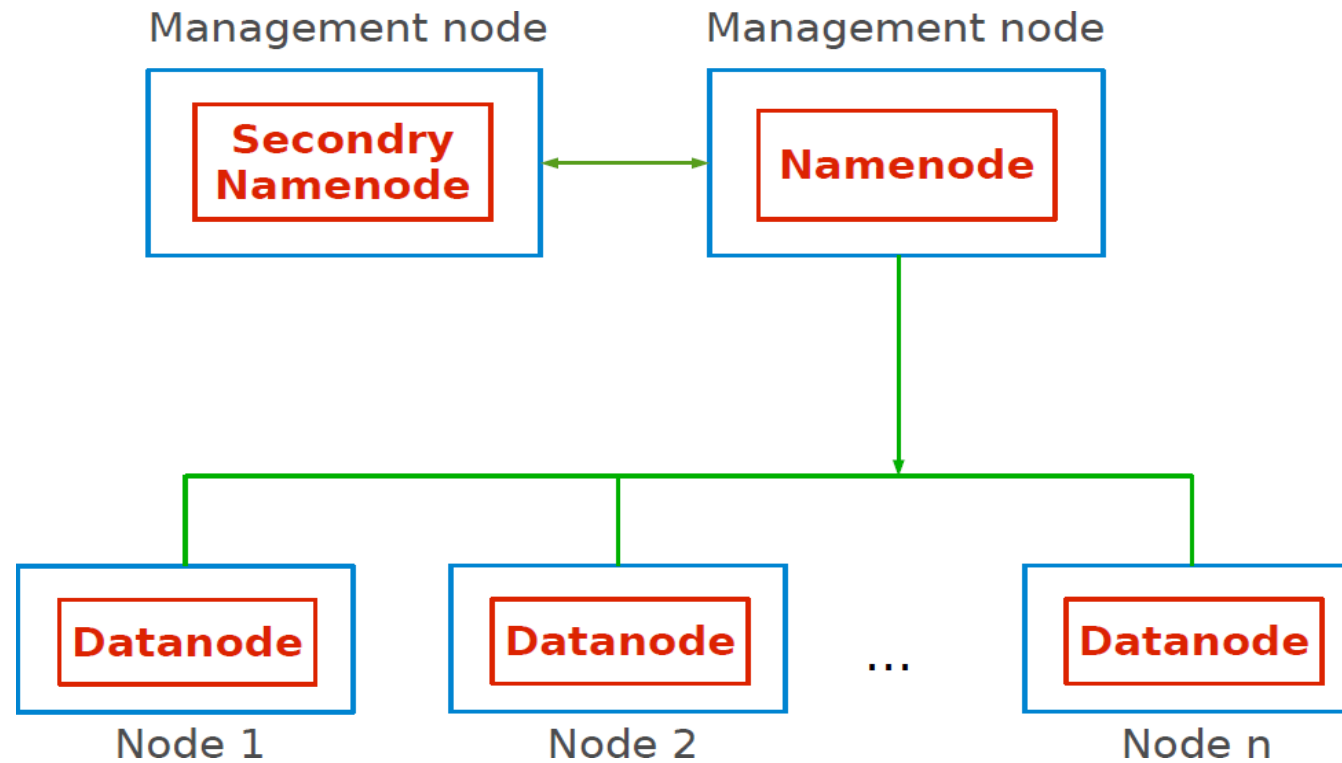 Management node
Management node
Secondry
Namenode
Namenode
Datanode
Datanode
...
Datanode
Node 1
Node 2
Node n